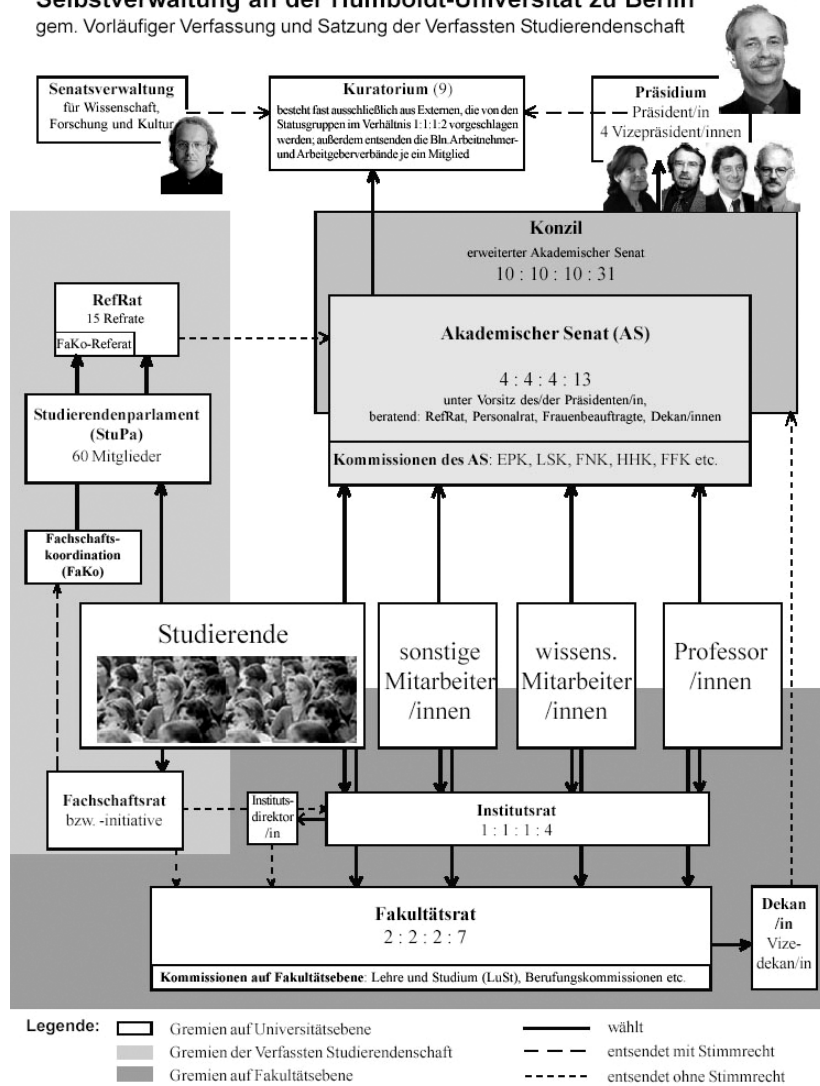 Selbstverwaltung an der Humboldt-Universität zu Berlin
gem. Vorläufiger Verfassung und Satzung der Verfassten Studierendenschaft
Senatsverwaltung
für Wissenschaft,
Forschung und Kultur
Kuratorium (9)
besteht fast ausschließlich aus Externen, die von den
Statusgruppen im Verhältnis 1:1:1:2 vorgeschlagen
werden; außerdem entsenden die Bln. Arbeitnehmer-
und Arbeitgeberverbände je ein Mitglied
Präsidium
Präsident/in
4 Vizepräsident/innen
Konzil
erweiterter Akademischer Senat
10 : 10 : 10 : 31
RefRat
15 Refrate
FaKo-Referat
Akademischer Senat (AS)
4 : 4 : 4 : 13
unter Vorsitz des/der Präsidenten/in,
beratend: RefRat, Personalrat, Frauenbeauftragte, Dekan/innen
Kommissionen des AS: EPK, LSK, FNK, HHK, FFK etc.
Studierendenparlament
(StuPa)
60 Mitglieder
Fachschafts-
koordination
(FaKo)
Studierende
sonstige
Mitarbeiter
/innen
wissens.
Mitarbeiter
/innen
Professor
/innen
Fachschaftsrat
bzw. -initiative
Instituts-
direktor
/in
Institutsrat
1 : 1 : 1 : 4
Fakultätsrat
2 : 2 : 2 : 7
Kommissionen auf Fakultätsebene: Lehre und Studium (LuSt), Berufungskommissionen etc.
Dekan
/in
Vize-
dekan/in
Legende:
Gremien auf Universitätsebene
Gremien der Verfassten Studierendenschaft
Gremien auf Fakultätsebene
wählt
entsendet mit Stimmrecht
entsendet ohne Stimmrecht